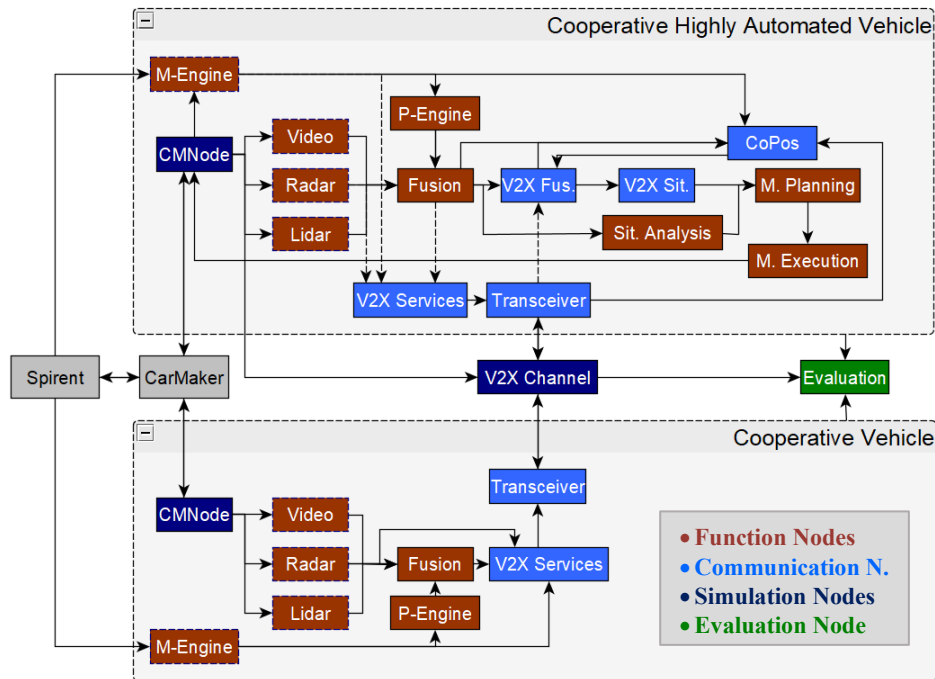 Cooperative Highly Automated Vehicle
M-Engine
P-Engine
Video
CMNode
CoPos
Radar
Fusion
V2X Fus.
V2X Sit.
M. Planning
Lidar
Sit. Analysis
M. Execution
V2X Services
Transceiver
Spirent
CarMaker
V2X Channel
Evaluation
Cooperative Vehicle
Transceiver
CMNode
Video
Radar
Fusion
V2X Services
Lidar
P-Engine
M-Engine
• Function Nodes
• Communication N.
• Simulation Nodes
• Evaluation Node